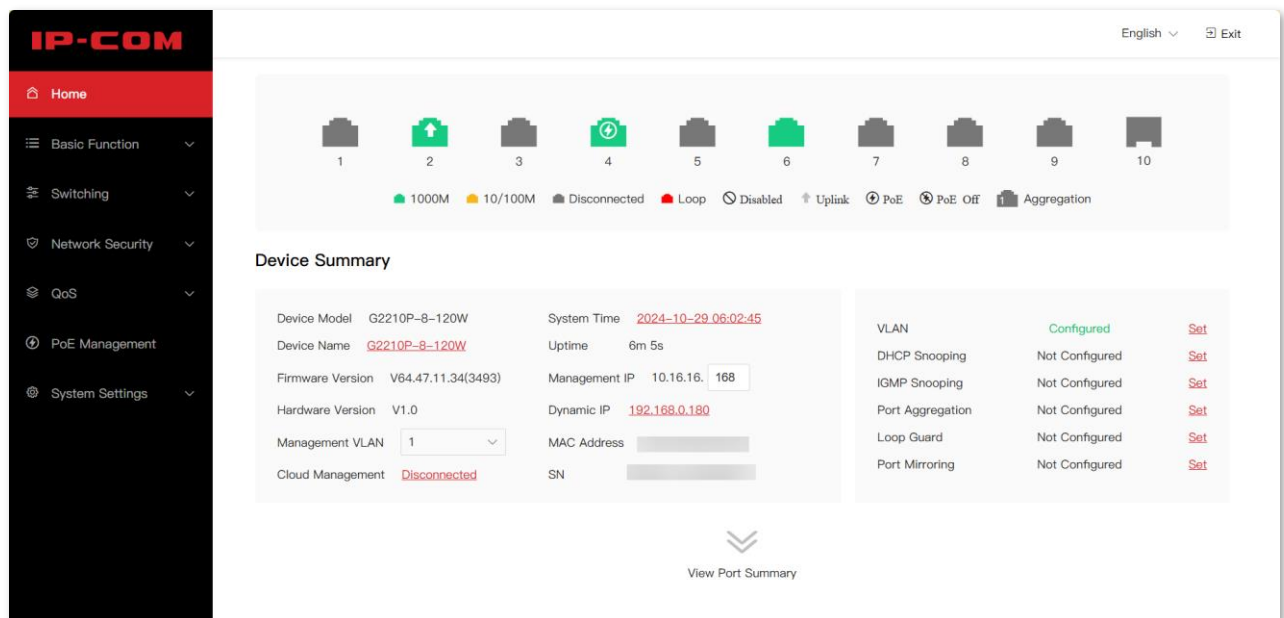 IP-COM
English
Exit
Home
Basic Function
Switching
Network Security
QoS
PoE Management
System Settings
1 2 3 4 5 6 7 8 9 10
1000M 10/100M Disconnected Loop Disabled Uplink PoE PoE Off 1 Aggregation
Device Summary
Device Model G2210P-8-120W
Device Name G2210P-8-120W
Firmware Version V64.47.11.34(3493)
Hardware Version V1.0
Management VLAN 1
Cloud Management Disconnected
System Time 2024-10-29 06:02:45
Uptime 6m 5s
Management IP 10.16.16. 168
Dynamic IP 192.168.0.180
MAC Address
SN
VLAN Configured Set
DHCP Snooping Not Configured Set
IGMP Snooping Not Configured Set
Port Aggregation Not Configured Set
Loop Guard Not Configured Set
Port Mirroring Not Configured Set
View Port Summary